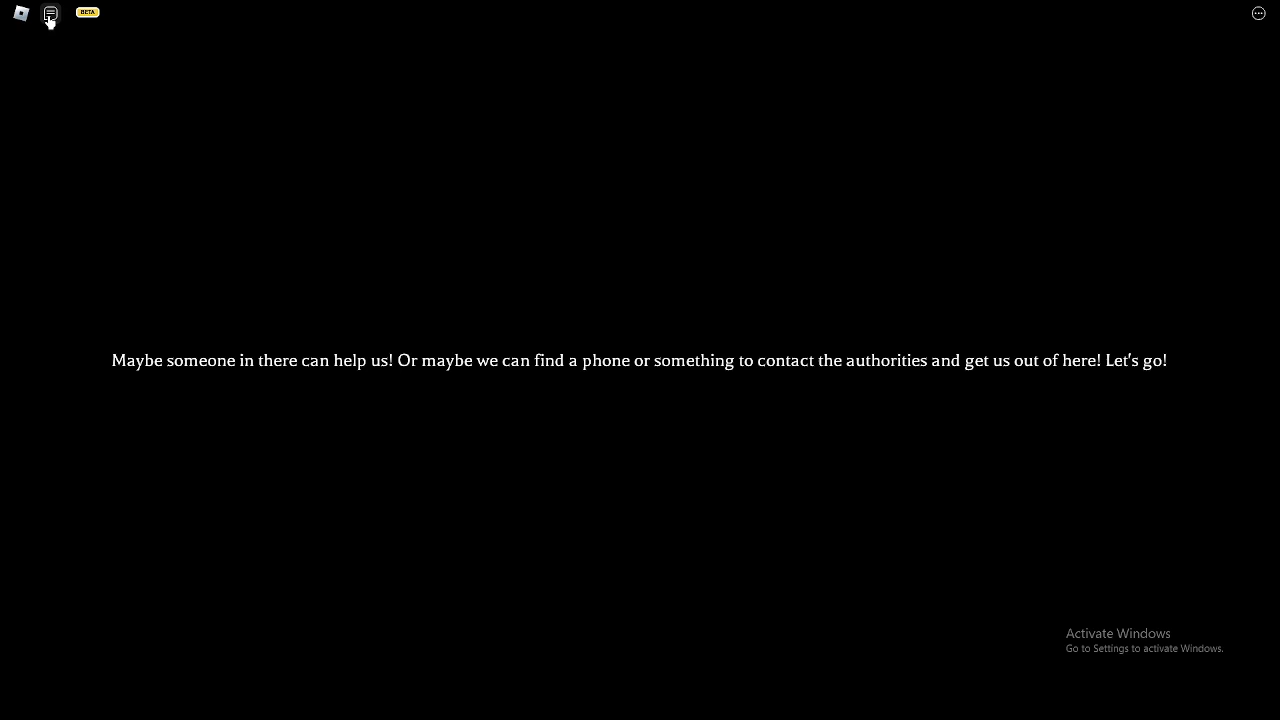 BETA
Maybe someone in there can help us! Or maybe we can find a phone or something to contact the authorities and get us out of here! Let's go!
Activate Windows
Go to Settings to activate Windows.